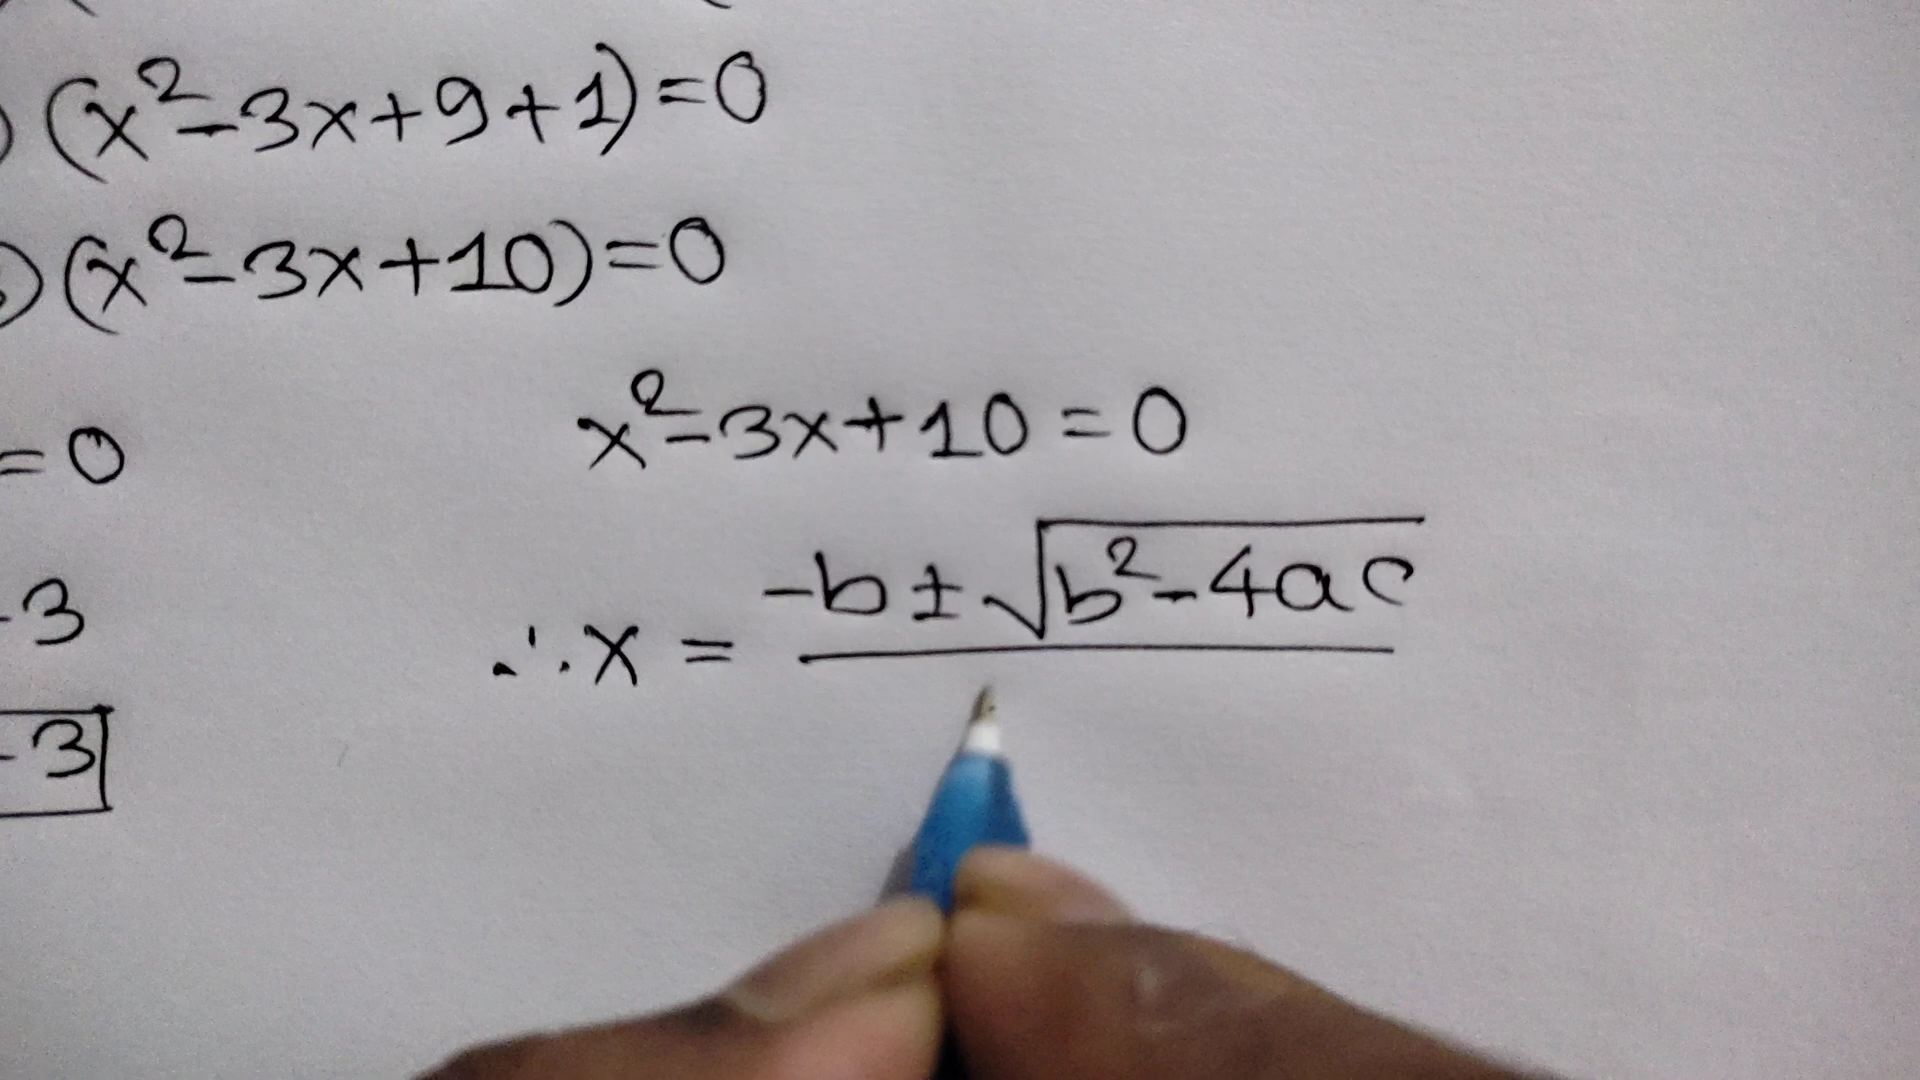 ) (x²-3x+9+1)=0
) (x²-3x+10)=0
=0
x²-3x+10=0
-3
∴x = -b±√b²-4ac
-3